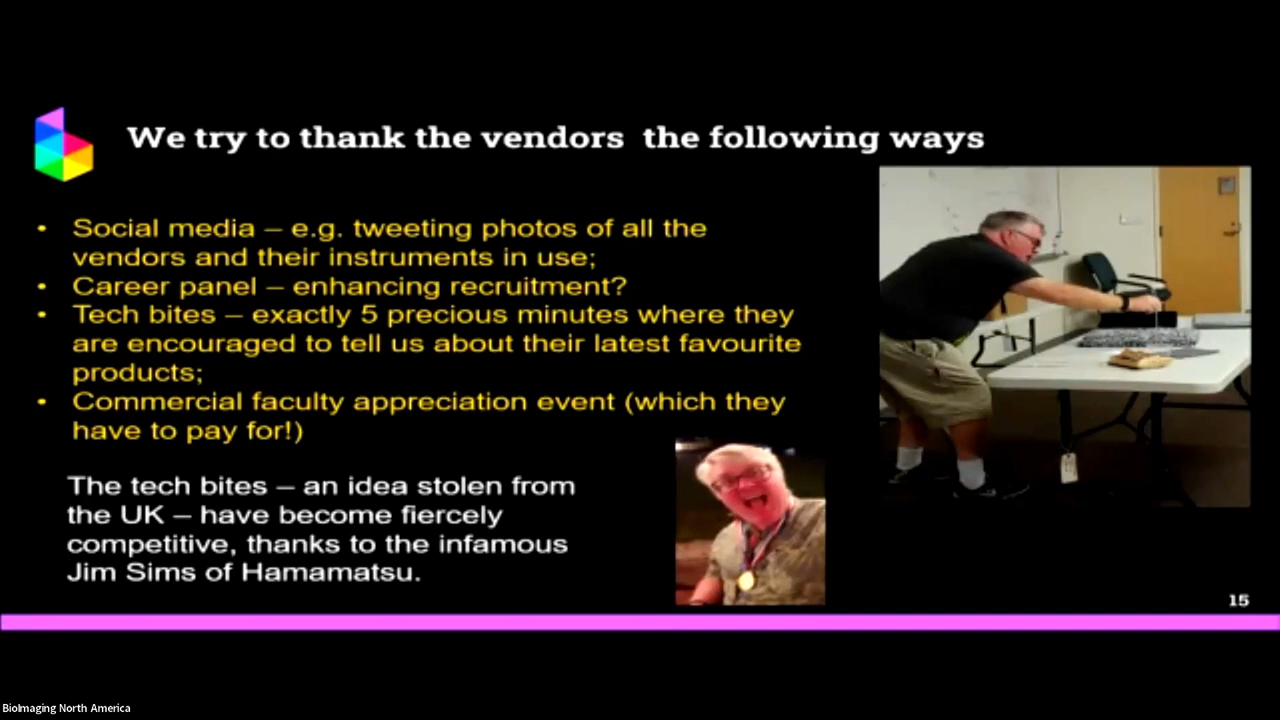 We try to thank the vendors  the following ways
• Social media – e.g. tweeting photos of all the
vendors and their instruments in use;
• Career panel – enhancing recruitment?
• Tech bites – exactly 5 precious minutes where they
are encouraged to tell us about their latest favourite
products;
• Commercial faculty appreciation event (which they
have to pay for!)
The tech bites – an idea stolen from
the UK – have become fiercely
competitive, thanks to the infamous
Jim Sims of Hamamatsu.
15
BioImaging North America